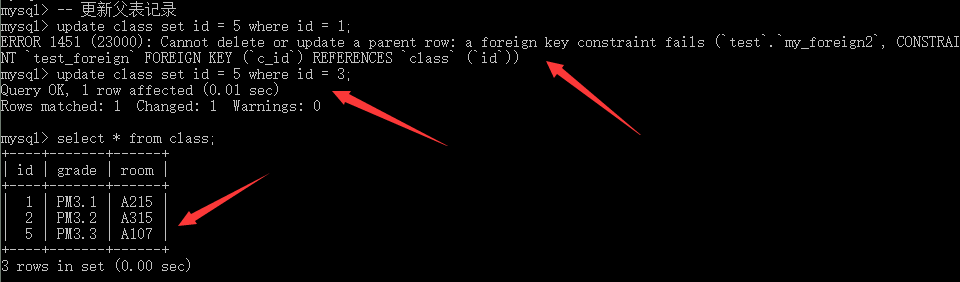 mysql> -- 更新父表记录
mysql> update class set id = 5 where id = 1;
ERROR 1451 (23000): Cannot delete or update a parent row: a foreign key constraint fails (`test`.`my_foreign2`, CONSTRAI
NT `test_foreign` FOREIGN KEY (`c_id`) REFERENCES `class` (`id`))
mysql> update class set id = 5 where id = 3;
Query OK, 1 row affected (0.01 sec)
Rows matched: 1  Changed: 1  Warnings: 0
mysql> select * from class;
+----+-------+------+
| id | grade | room |
+----+-------+------+
|  1 | PM3.1 | A215 |
|  2 | PM3.2 | A315 |
|  5 | PM3.3 | A107 |
+----+-------+------+
3 rows in set (0.00 sec)